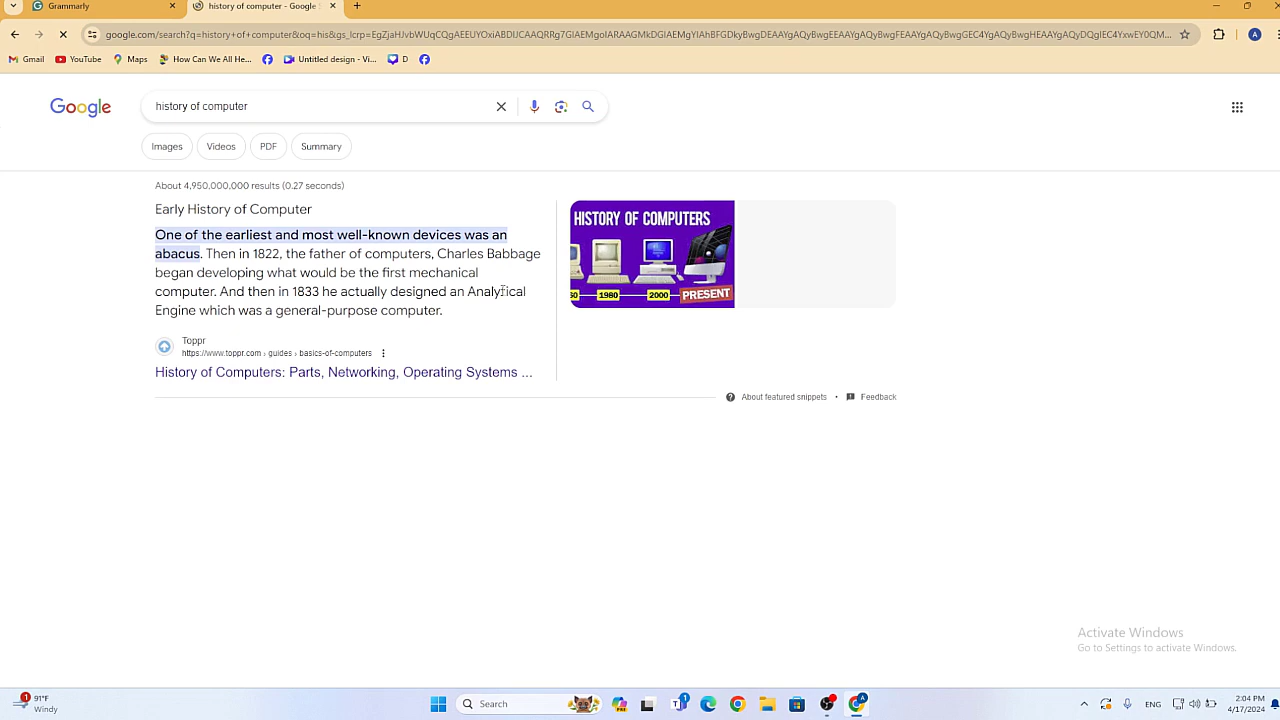 Grammarly
history of computer - Google
google.com/search?q=history+of+computer&oq=his&gs_lcrp=
Gmail
YouTube
Maps
How Can We All He...
Untitled design - Vi...
D
A
Google
history of computer
Images
Videos
PDF
Summary
About 4,950,000,000 results (0.27 seconds)
Early History of Computer
One of the earliest and most well-known devices was an
abacus. Then in 1822, the father of computers, Charles Babbage
began developing what would be the first mechanical
computer. And then in 1833 he actually designed an Analytical
Engine which was a general-purpose computer.
HISTORY OF COMPUTERS
1980
2000
PRESENT
Toppr
https://www.toppr.com › guides › basics-of-computers
History of Computers: Parts, Networking, Operating Systems ...
About featured snippets
•
Feedback
Activate Windows
Go to Settings to activate Windows.
1
91°F
Windy
Search
PRE
1
A
ENG
2:04 PM
4/17/2024